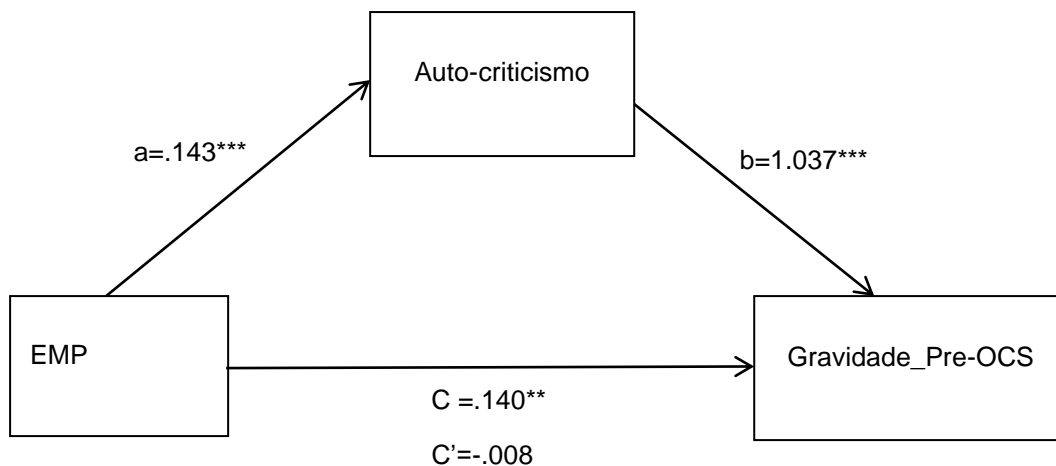 Auto-criticismo
a=.143***
b=1.037***
EMP
Gravidade_Pre-OCS
C =.140**
C’=-.008